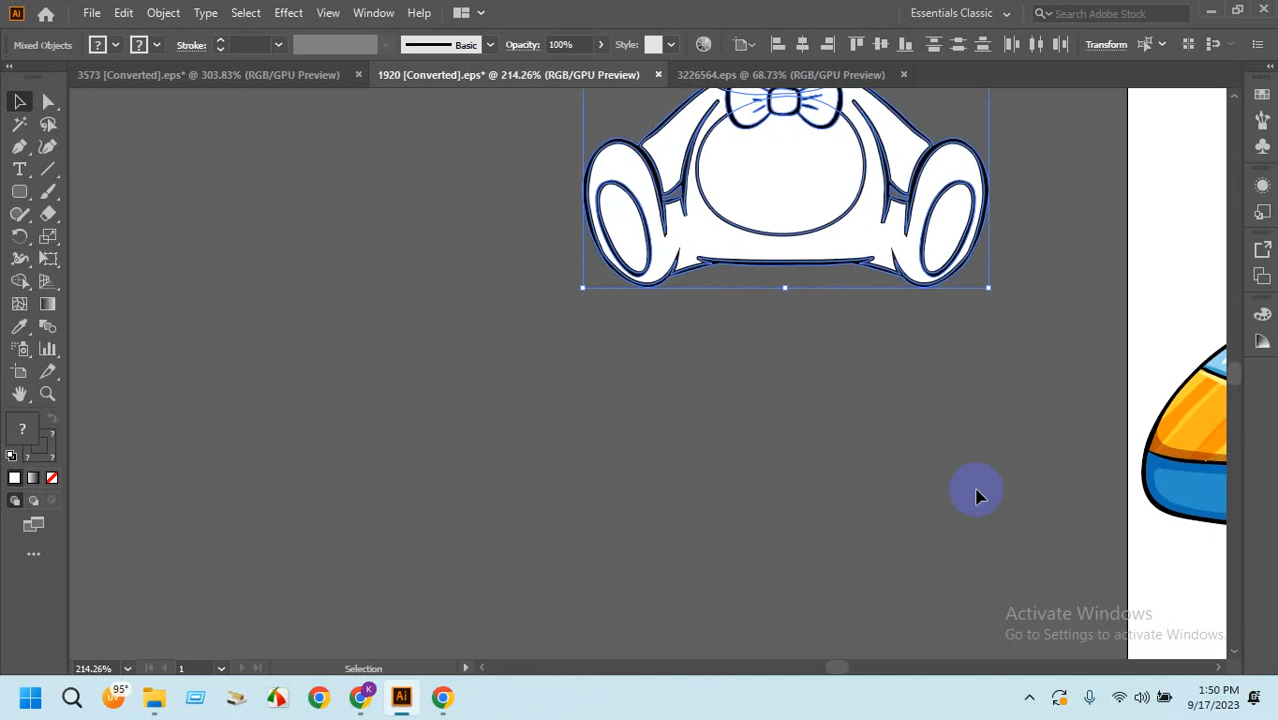 Ai File Edit Object Type Select Effect View Window Help Essentials Classic Search Adobe Stock
Mixed Objects ? ? Stroke: Basic Opacity: 100% Style: Transform
3573 [Converted].eps* @ 303.83% (RGB/GPU Preview) × 1920 [Converted].eps* @ 214.26% (RGB/GPU Preview) × 3226564.eps @ 68.73% (RGB/GPU Preview) ×
?
?
? ?
Activate Windows
Go to Settings to activate Windows.
214.26% 1 Selection
95° K Ai 1:50 PM
9/17/2023